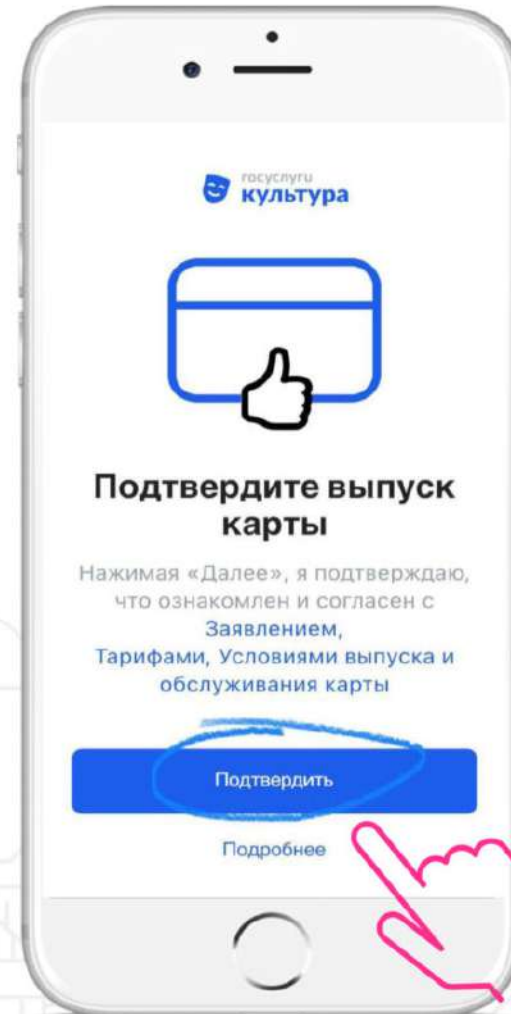 госуслуги
культура
Подтвердите выпуск
карты
Нажимая «Далее», я подтверждаю,
что ознакомлен и согласен с
Заявлением,
Тарифами, Условиями выпуска и
обслуживания карты
Подтвердить
Подробнее